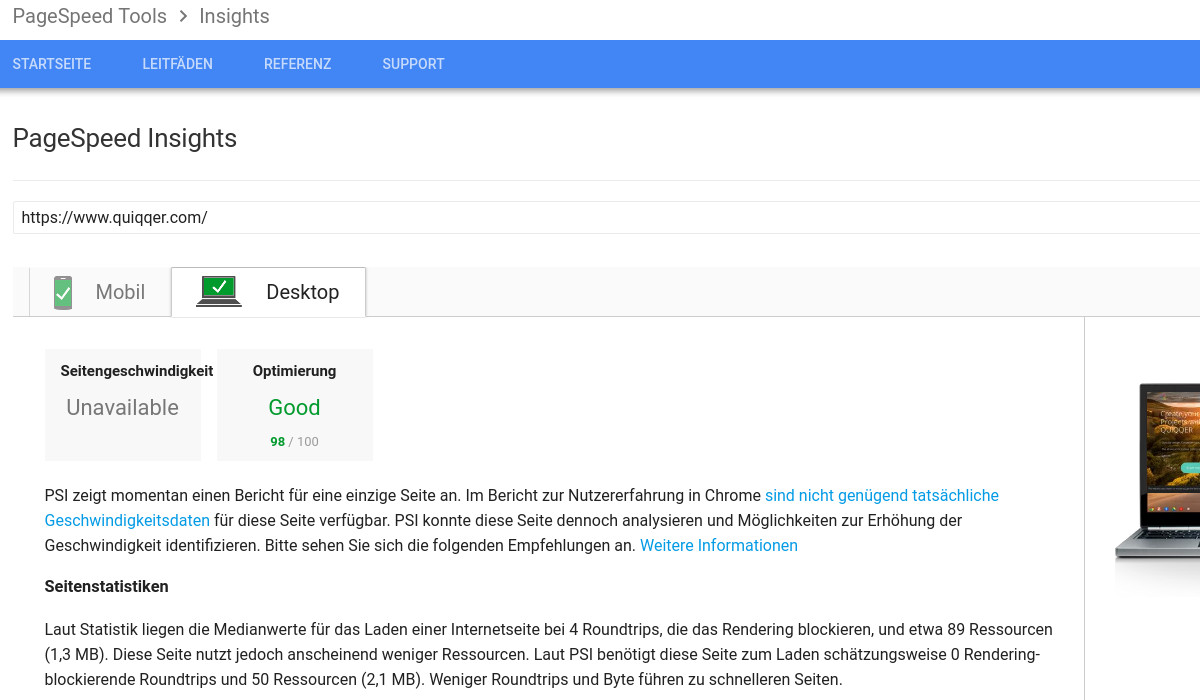 PageSpeed Tools > Insights
STARTSEITE LEITFÄDEN REFERENZ SUPPORT
PageSpeed Insights
https://www.quiqqer.com/
Mobil Desktop
Seitengeschwindigkeit Optimierung
Unavailable Good
98 / 100
PSI zeigt momentan einen Bericht für eine einzige Seite an. Im Bericht zur Nutzererfahrung in Chrome sind nicht genügend tatsächliche
Geschwindigkeitsdaten für diese Seite verfügbar. PSI konnte diese Seite dennoch analysieren und Möglichkeiten zur Erhöhung der
Geschwindigkeit identifizieren. Bitte sehen Sie sich die folgenden Empfehlungen an. Weitere Informationen
Seitenstatistiken
Laut Statistik liegen die Medianwerte für das Laden einer Internetseite bei 4 Roundtrips, die das Rendering blockieren, und etwa 89 Ressourcen
(1,3 MB). Diese Seite nutzt jedoch anscheinend weniger Ressourcen. Laut PSI benötigt diese Seite zum Laden schätzungsweise 0 Rendering-
blockierende Roundtrips und 50 Ressourcen (2,1 MB). Weniger Roundtrips und Byte führen zu schnelleren Seiten.
Create your
QUIQQER